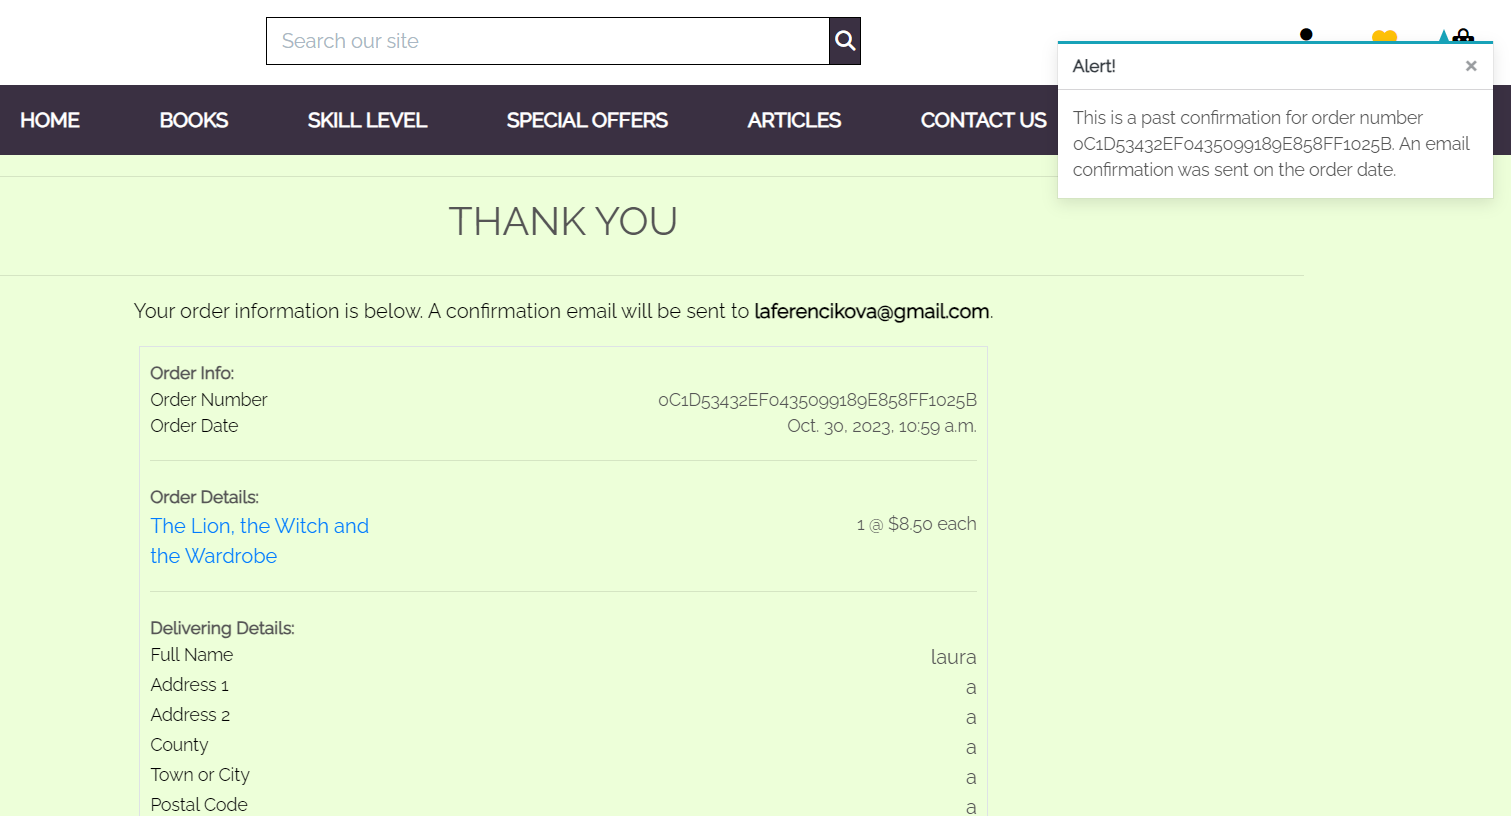 Search our site
Alert!
×
This is a past confirmation for order number
0C1D53432EF0435099189E858FF1025B. An email
confirmation was sent on the order date.
HOME
BOOKS
SKILL LEVEL
SPECIAL OFFERS
ARTICLES
CONTACT US
THANK YOU
Your order information is below. A confirmation email will be sent to laferencikova@gmail.com.
Order Info:
Order Number 0C1D53432EF0435099189E858FF1025B
Order Date Oct. 30, 2023, 10:59 a.m.
Order Details:
The Lion, the Witch and 1 @ $8.50 each
the Wardrobe
Delivering Details:
Full Name laura
Address 1 a
Address 2 a
County a
Town or City a
Postal Code a